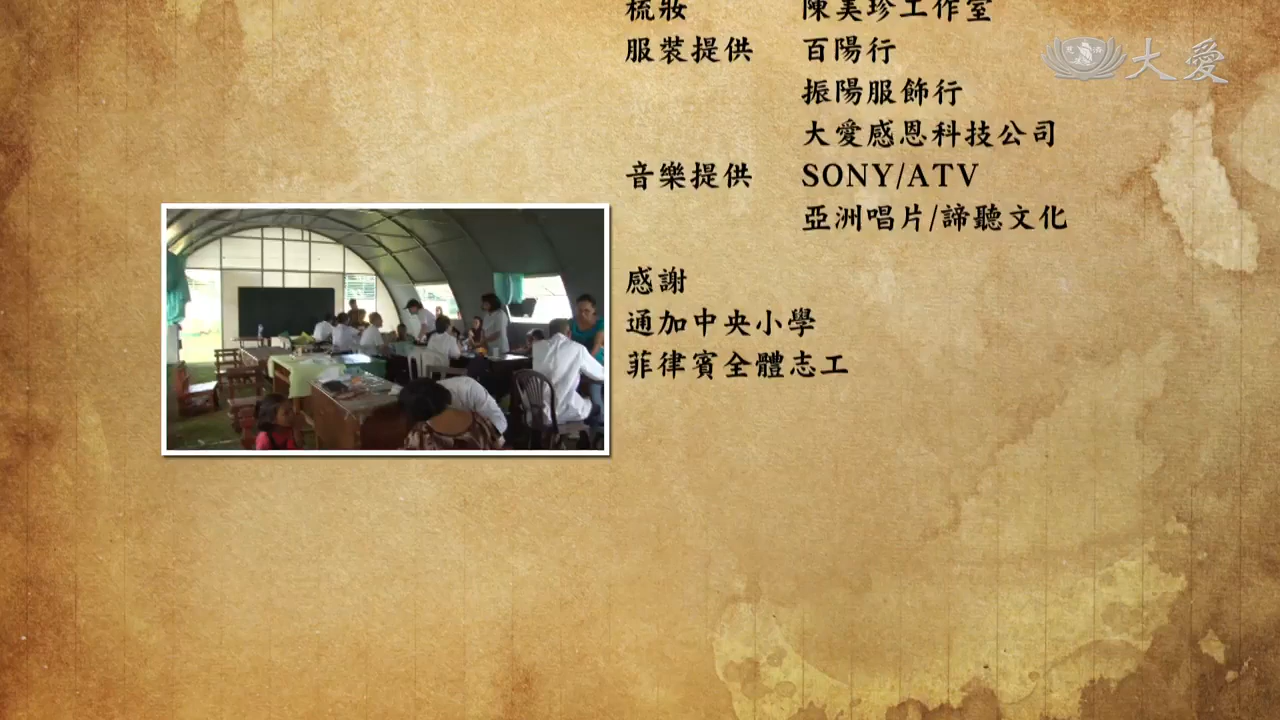 梳妝 陳美珍工作室
服裝提供 百陽行
振陽服飾行
大愛感恩科技公司
音樂提供 SONY/ATV
亞洲唱片/諦聽文化
感謝
通加中央小學
菲律賓全體志工
大愛